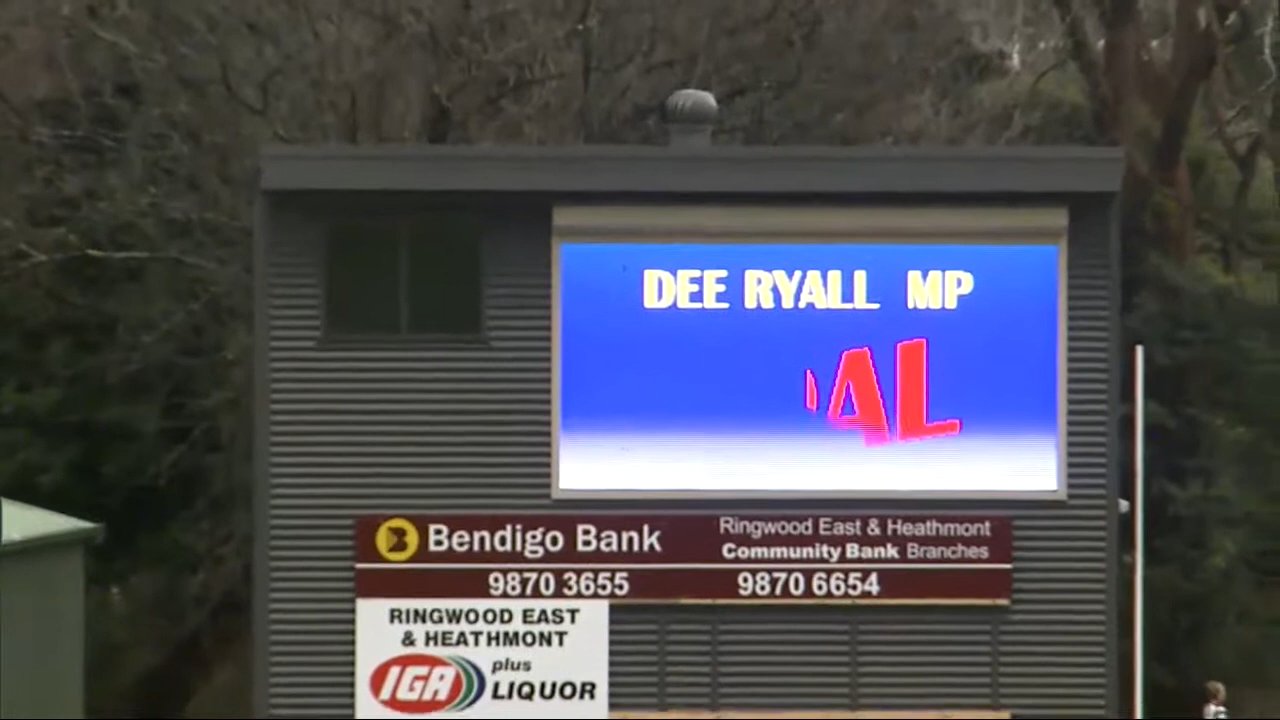 DEE RYALL MP
AL
Bendigo Bank
Ringwood East & Heathmont
Community Bank Branches
9870 3655
9870 6654
RINGWOOD EAST
& HEATHMONT
IGA plus
LIQUOR